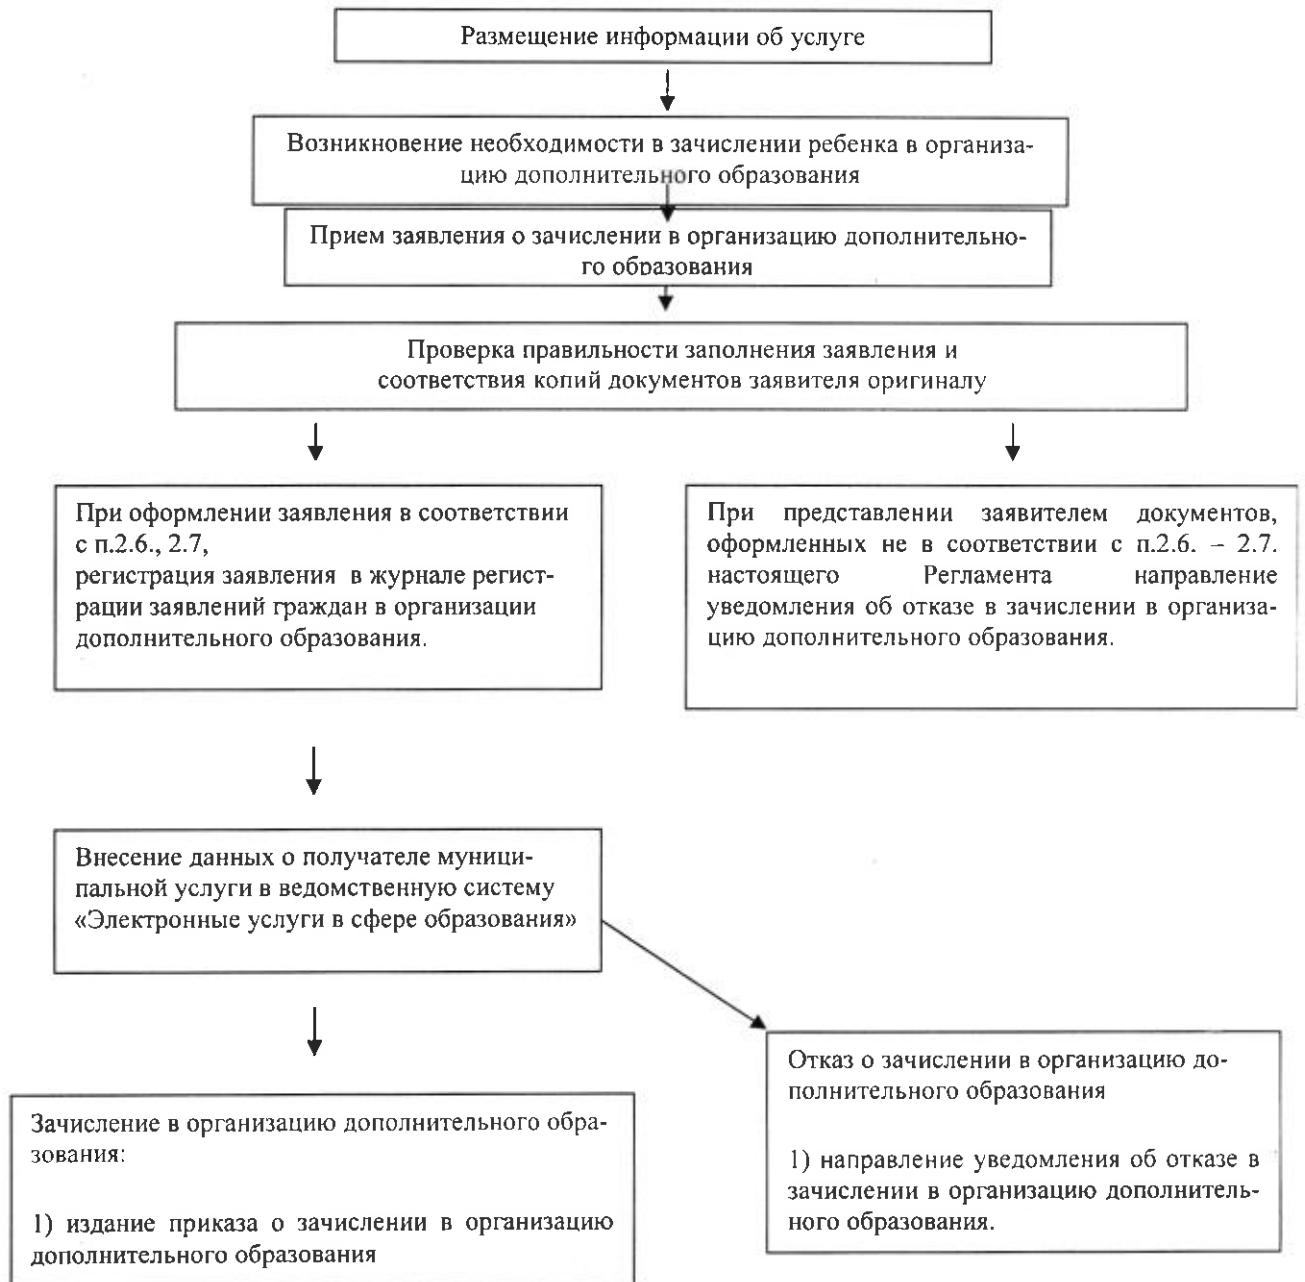 Размещение информации об услуге
Возникновение необходимости в зачислении ребенка в организа-
цию дополнительного образования
Прием заявления о зачислении в организацию дополнительно-
го образования
Проверка правильности заполнения заявления и
соответствия копий документов заявителя оригиналу
При оформлении заявления в соответствии
с п.2.6., 2.7,
регистрация заявления в журнале регист-
рации заявлений граждан в организации
дополнительного образования.
При представлении заявителем документов,
оформленных не в соответствии с п.2.6. – 2.7.
настоящего Регламента направление
уведомления об отказе в зачислении в организа-
цию дополнительного образования.
Внесение данных о получателе муници-
пальной услуги в ведомственную систему
«Электронные услуги в сфере образования»
Отказ о зачислении в организацию до-
полнительного образования
1) направление уведомления об отказе в
зачислении в организацию дополнитель-
ного образования.
Зачисление в организацию дополнительного обра-
зования:
1) издание приказа о зачислении в организацию
дополнительного образования